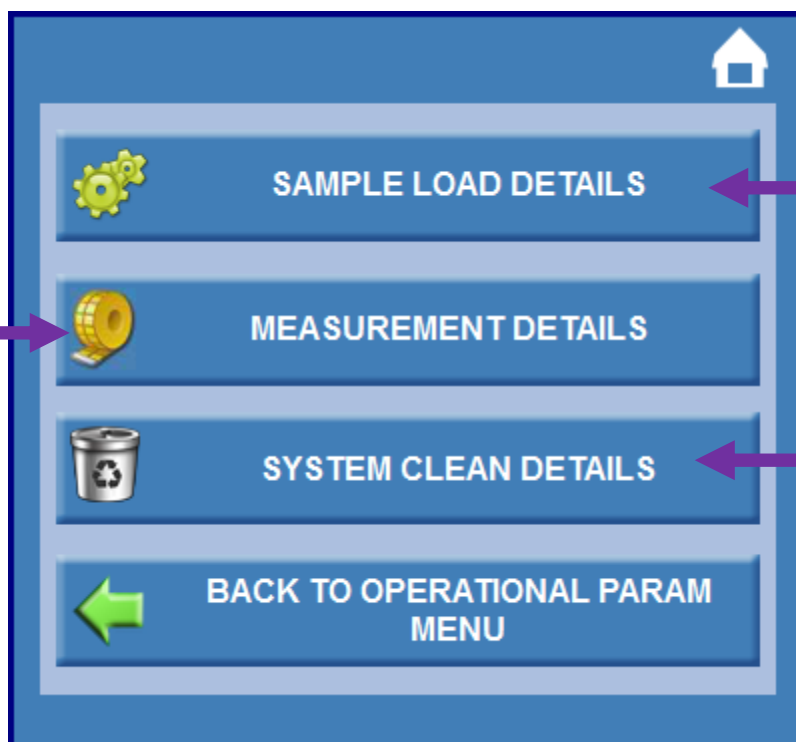 SAMPLE LOAD DETAILS
MEASUREMENT DETAILS
SYSTEM CLEAN DETAILS
BACK TO OPERATIONAL PARAM
MENU